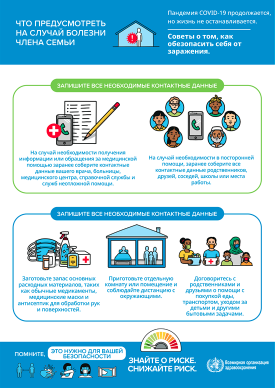 ЧТО ПРЕДУСМОТРЕТЬ
НА СЛУЧАЙ БОЛЕЗНИ
ЧЛЕНА СЕМЬИ
Пандемия COVID-19 продолжается,
но жизнь не останавливается.
Советы о том, как
обезопасить себя от
заражения.
ЗАПИШИТЕ ВСЕ НЕОБХОДИМЫЕ КОНТАКТНЫЕ ДАННЫЕ
На случай необходимости получения
информации или обращения за медицинской
помощью заранее соберите контактные
данные вашего врача, больницы,
медицинского центра, справочной службы и
служб неотложной помощи.
На случай необходимости в посторонней
помощи, заранее соберите все
контактные данные родственников,
друзей, соседей, школы или места
работы.
ЗАПИШИТЕ ВСЕ НЕОБХОДИМЫЕ КОНТАКТНЫЕ ДАННЫЕ
Заготовьте запас основных
расходных материалов, таких
как обычные медикаменты,
медицинские маски и
антисептик для обработки рук
и поверхностей.
Приготовьте отдельную
комнату или помещение и
соблюдайте дистанцию с
окружающими.
Договоритесь с
родственниками и
друзьями о помощи с
покупкой еды,
транспортом, уходом за
детьми и другими
бытовыми задачами.
ПОМНИТЕ,
ЭТО НУЖНО ДЛЯ ВАШЕЙ
БЕЗОПАСНОСТИ
ЗНАЙТЕ О РИСКЕ.
СНИЖАЙТЕ РИСК.
Всемирная организация
здравоохранения